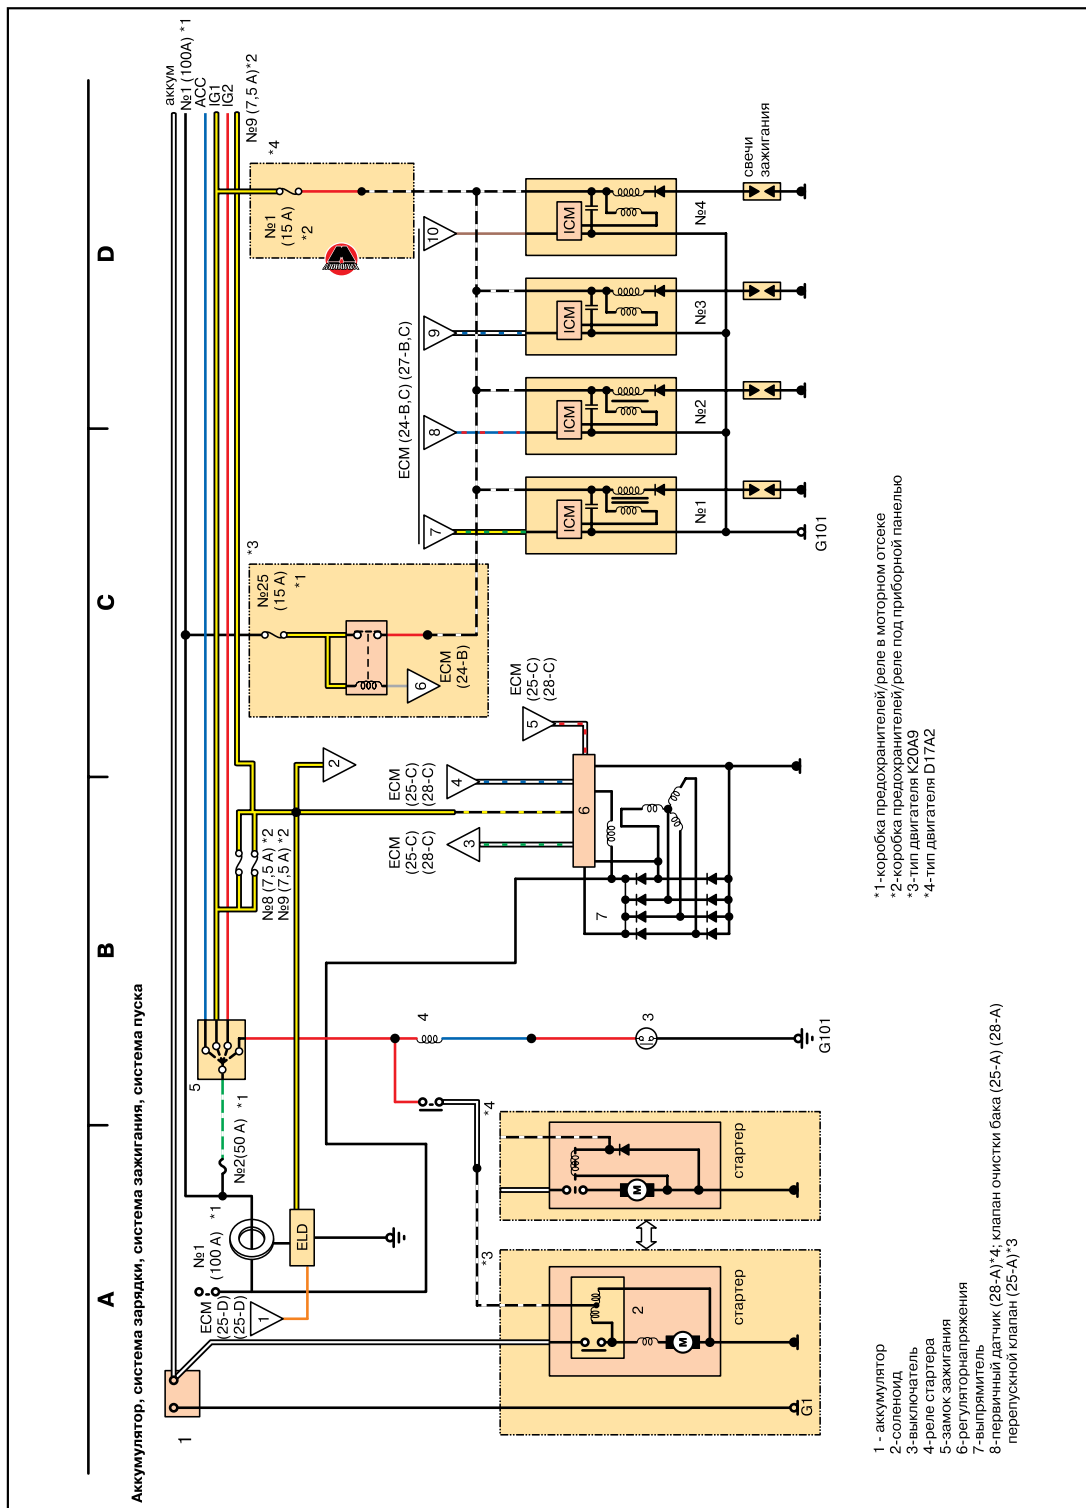 Аккумулятор, система зарядки, система зажигания, система пуска
A
B
C
D
аккум
№1 (100A) *1
ACC
IG1
IG2
№9 (7,5 A)*2
1
ECM
(25-D)
(25-D)
1
№1
(100 A)
*1
ELD
№2(50 A) *1
5
№8 (7,5 A) *2
№9 (7,5 A) *2
2
*3
№25
(15 A)
*1
6
ECM
(24-B)
*4
№1
(15 A)
*2
ECM (24-B,C) (27-B,C)
7
8
9
10
ICM
ICM
ICM
ICM
№1
№2
№3
№4
свечи
зажигания
G101
ECM
(25-C)
(28-C)
3
ECM
(25-C)
(28-C)
4
ECM
(25-C)
(28-C)
5
6
7
4
3
G101
*3
*4
2
M
стартер
M
стартер
G1
1 - аккумулятор
2-соленоид
3-выключатель
4-реле стартера
5-замок зажигания
6-регуляторнапряжения
7-выпрямитель
8-первичный датчик (28-A)*4; клапан очистки бака (25-A) (28-A)
перепускной клапан (25-A)*3
*1-коробка предохранителей/реле в моторном отсеке
*2-коробка предохранителей/реле под приборной панелью
*3-тип двигателя K20A9
*4-тип двигателя D17A2